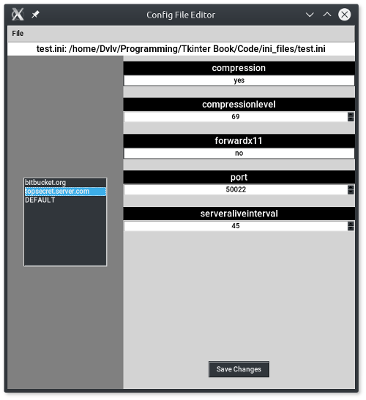 Config File Editor
File
test.ini: /home/Dvlv/Programming/Tkinter Book/Code/ini_files/test.ini
compression
yes
compressionlevel
69
forwardx11
no
bitbucket.org
topsecret.server.com
DEFAULT
port
50022
serveraliveinterval
45
Save Changes